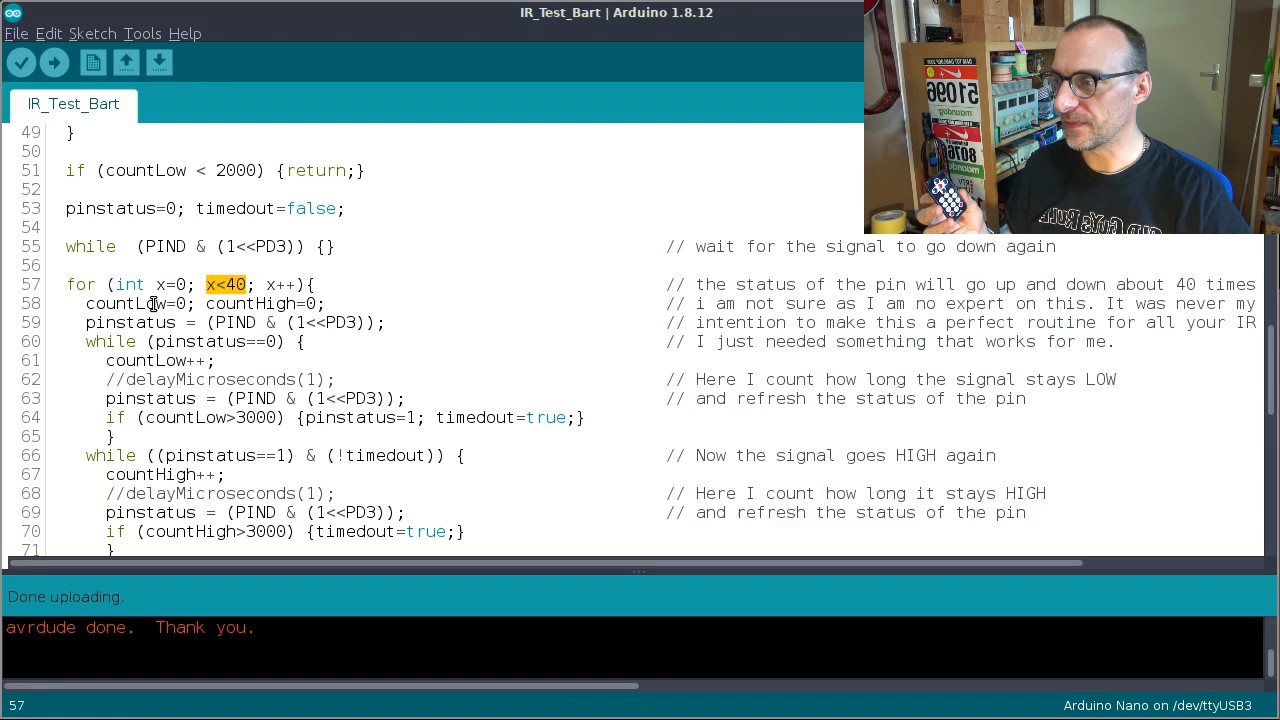 IR_Test_Bart | Arduino 1.8.12
File Edit Sketch Tools Help
IR_Test_Bart
49 }
50
51 if (countLow < 2000) {return;}
52
53 pinstatus=0; timedout=false;
54
55 while  (PIND & (1<<PD3)) {} // wait for the signal to go down again
56
57 for (int x=0; x<40; x++){ // the status of the pin will go up and down about 40 times
58 countLow=0; countHigh=0; // i am not sure as I am no expert on this. It was never my
59 pinstatus = (PIND & (1<<PD3)); // intention to make this a perfect routine for all your IR
60 while (pinstatus==0) { // I just needed something that works for me.
61 countLow++;
62 //delayMicroseconds(1); // Here I count how long the signal stays LOW
63 pinstatus = (PIND & (1<<PD3)); // and refresh the status of the pin
64 if (countLow>3000) {pinstatus=1; timedout=true;}
65 }
66 while ((pinstatus==1) & (!timedout)) { // Now the signal goes HIGH again
67 countHigh++;
68 //delayMicroseconds(1); // Here I count how long it stays HIGH
69 pinstatus = (PIND & (1<<PD3)); // and refresh the status of the pin
70 if (countHigh>3000) {timedout=true;}
71 }
Done uploading.
avrdude done.  Thank you.
57 Arduino Nano on /dev/ttyUSB3
51096